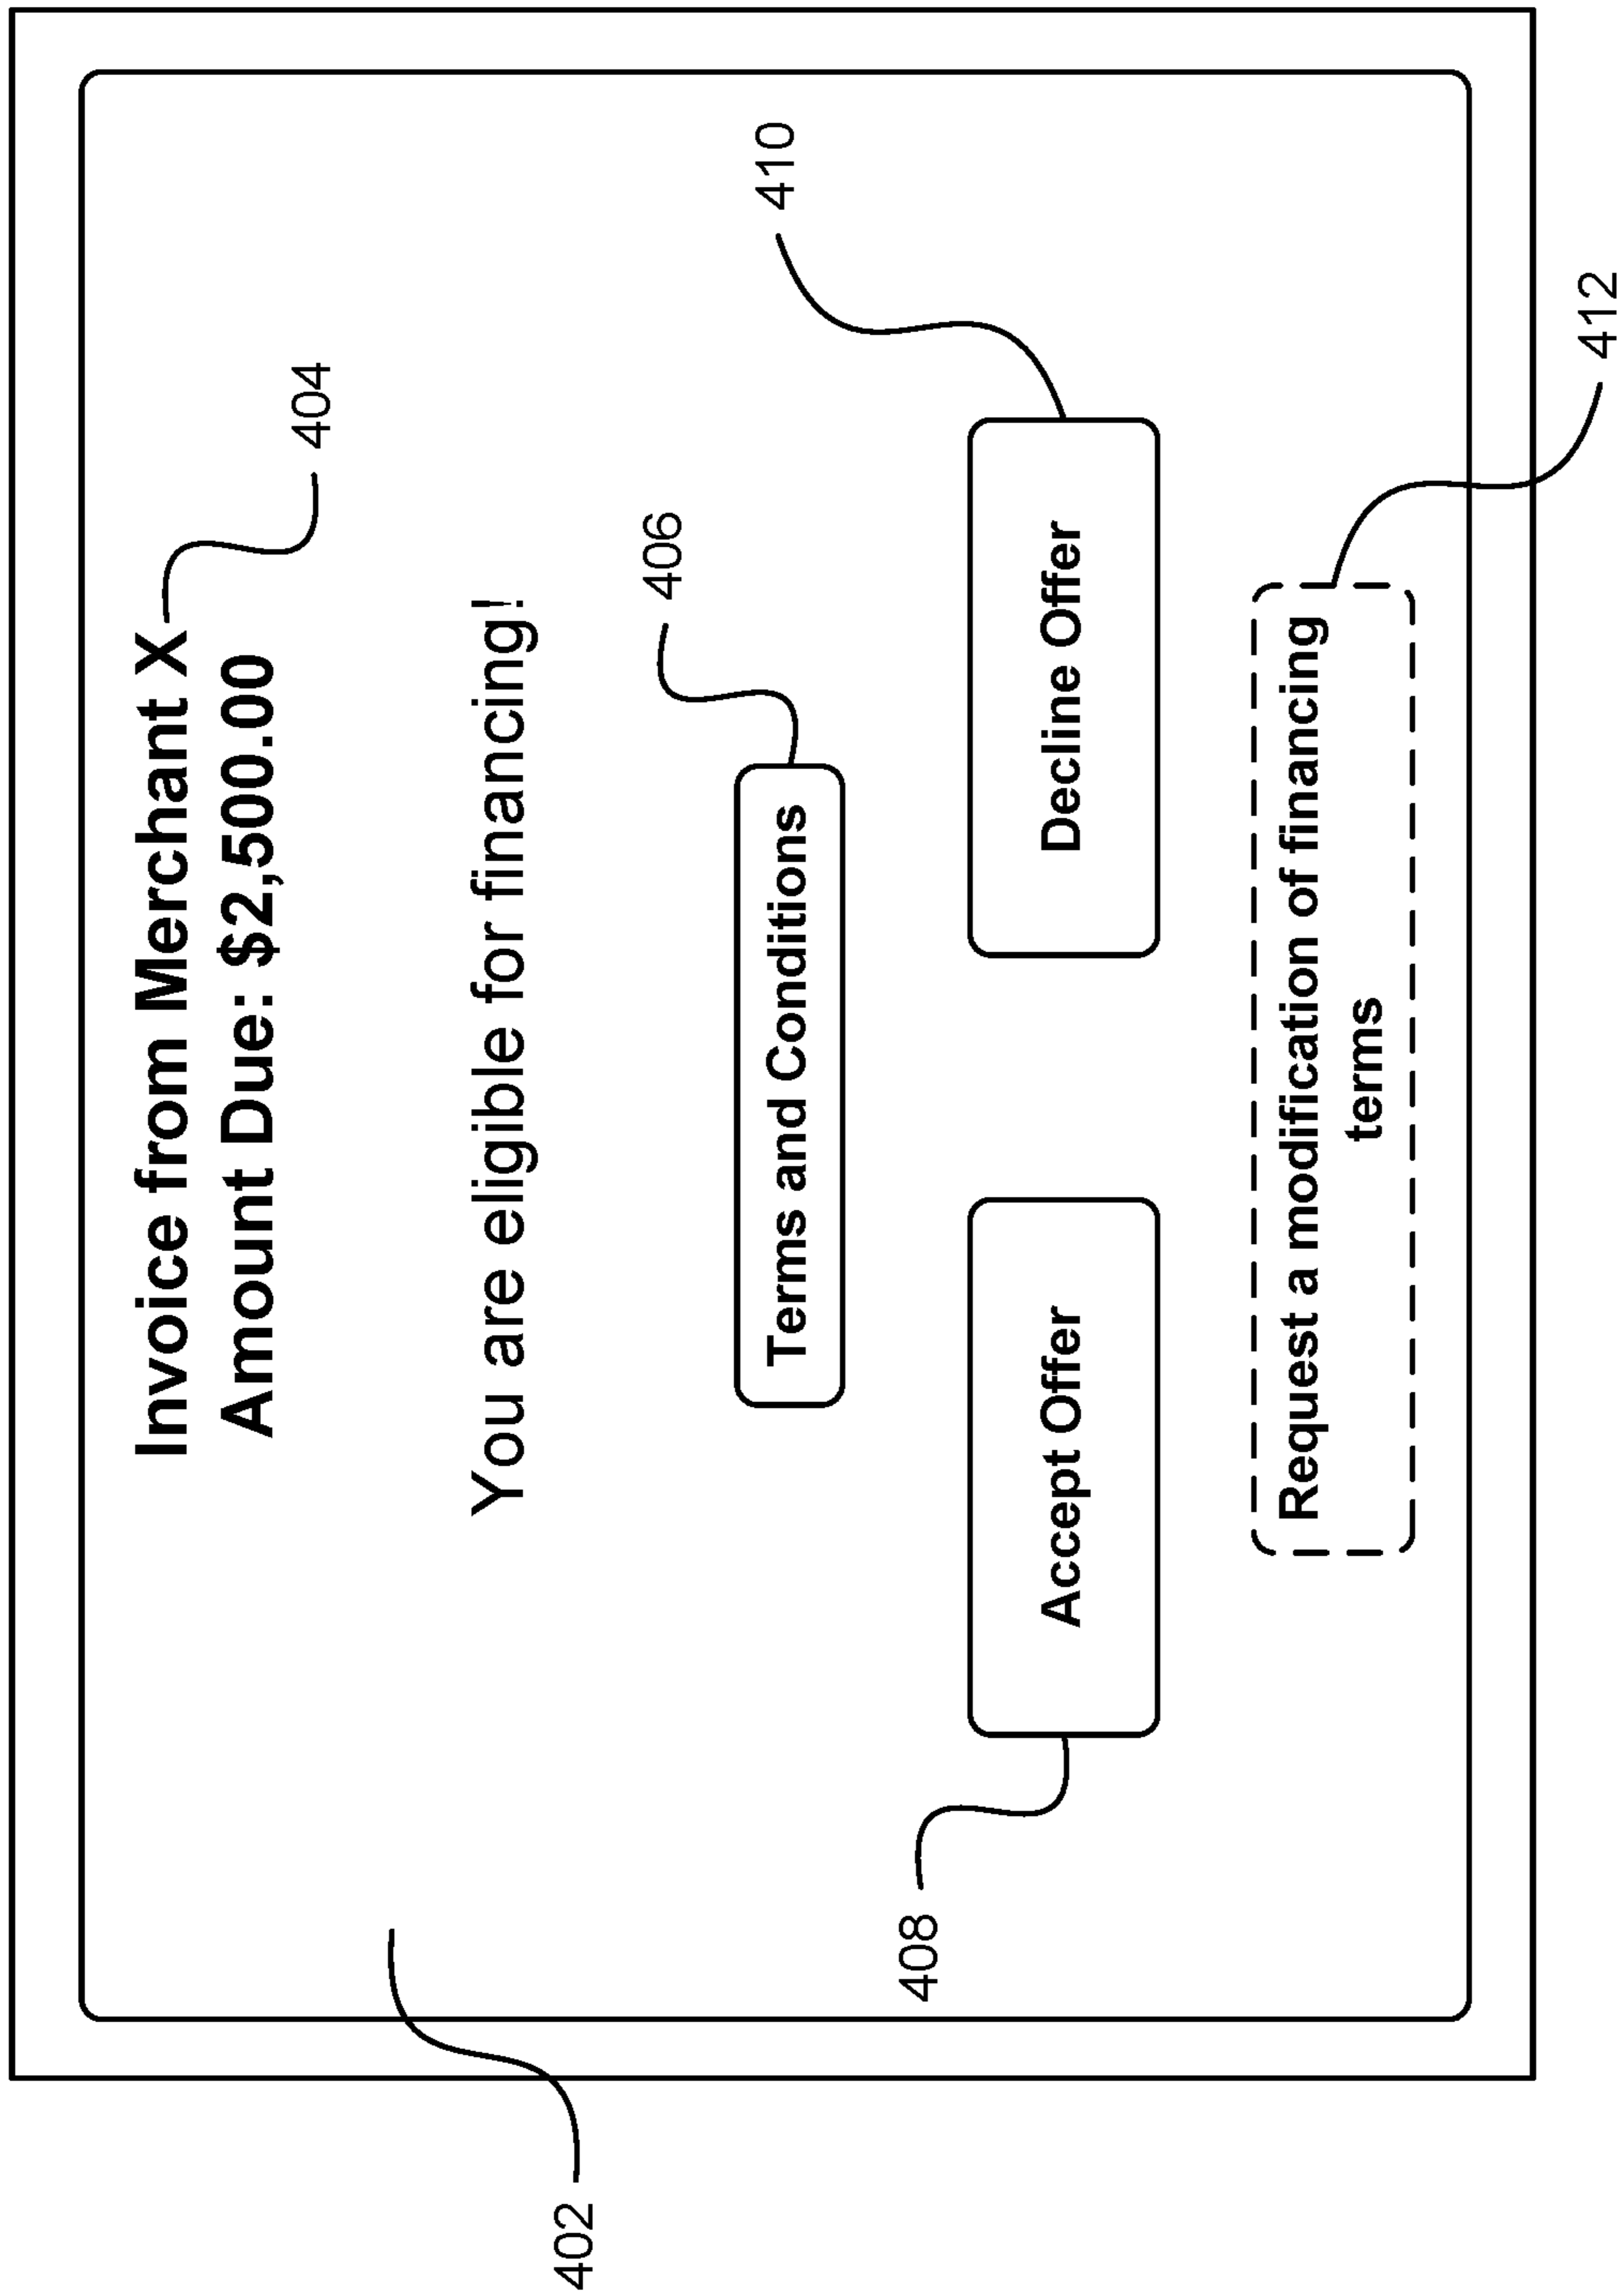 Invoice from Merchant X
404
Amount Due: $2,500.00
402
You are eligible for financing!
406
Terms and Conditions
410
408
Accept Offer
Decline Offer
Request a modification of financing
terms
412